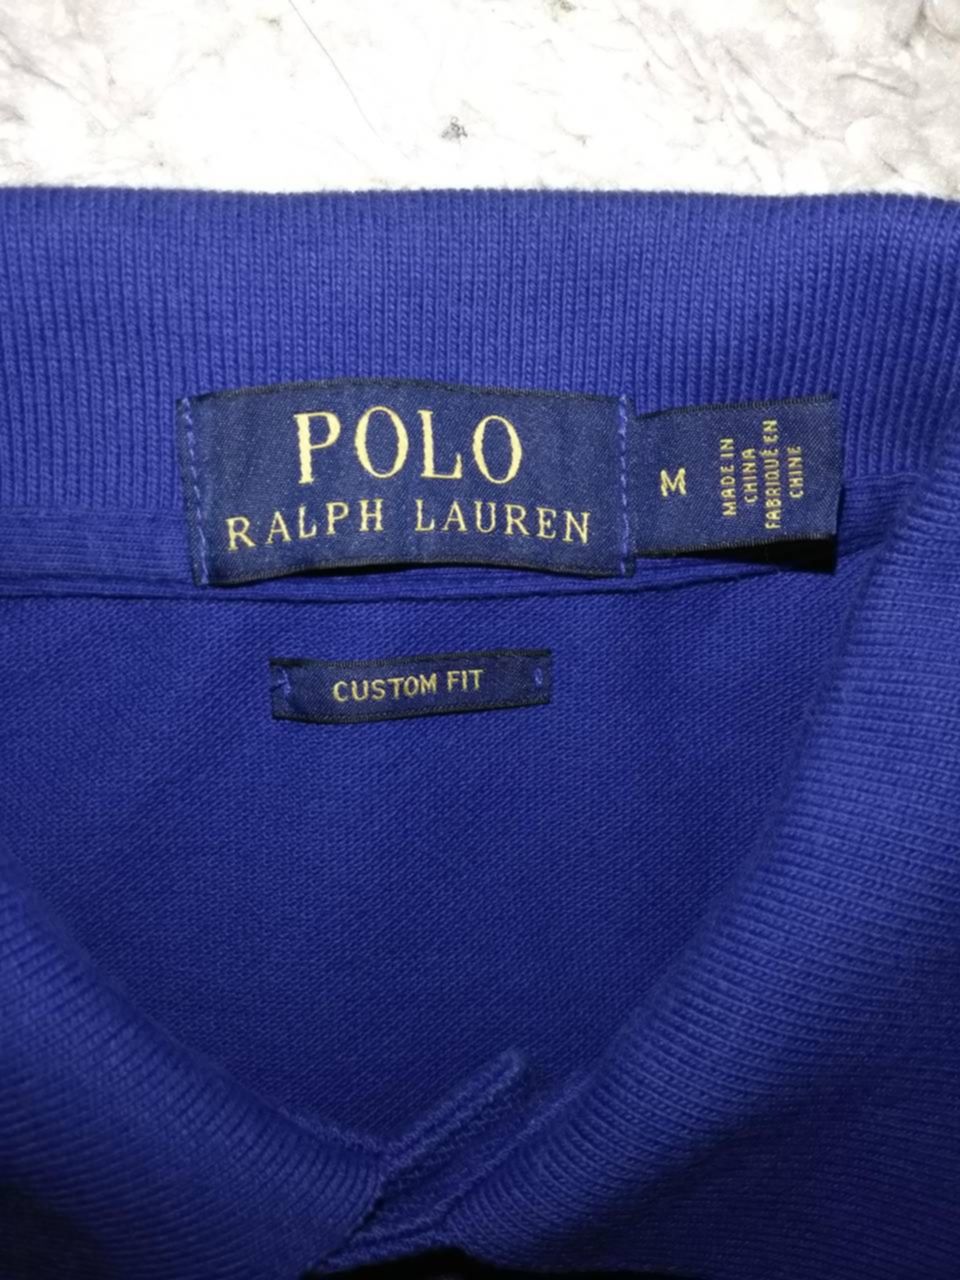 POLO
RALPH LAUREN
M
MADE IN
CHINA
FABRIQUÉ EN
CHINE
CUSTOM FIT